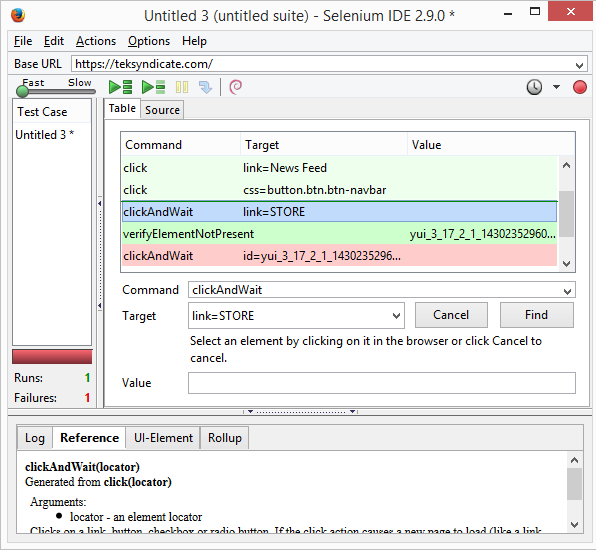 Untitled 3 (untitled suite) - Selenium IDE 2.9.0 *
File Edit Actions Options Help
Base URL https://teksyndicate.com/
Fast Slow
Test Case
Untitled 3 *
Runs: 1
Failures: 1
Table Source
Command Target Value
click link=News Feed
click css=button.btn.btn-navbar
clickAndWait link=STORE
verifyElementNotPresent yui_3_17_2_1_14302352960...
clickAndWait id=yui_3_17_2_1_1430235296...
Command clickAndWait
Target link=STORE Cancel Find
Select an element by clicking on it in the browser or click Cancel to
cancel.
Value
Log Reference UI-Element Rollup
clickAndWait(locator)
Generated from click(locator)
Arguments:
• locator - an element locator
Clicks on a link, button, checkbox or radio button. If the click action causes a new page to load (like a link